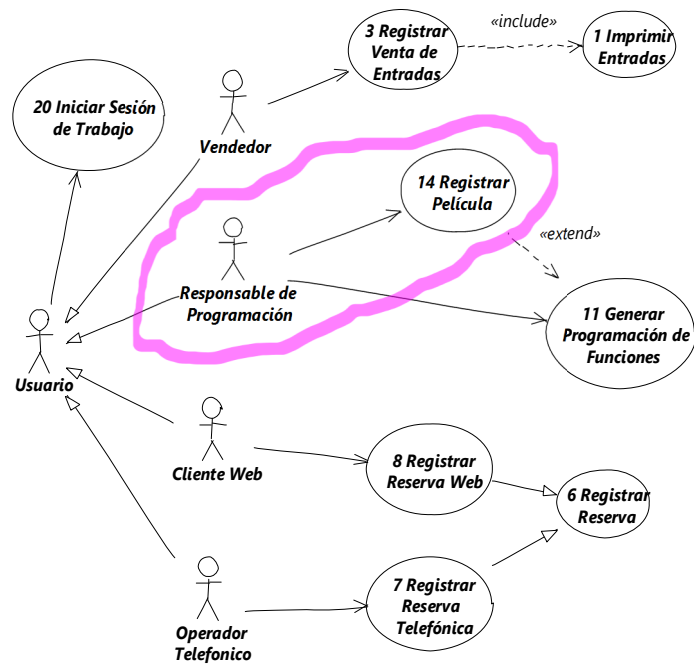 3 Registrar
Venta de
Entradas
«include»
1 Imprimir
Entradas
20 Iniciar Sesión
de Trabajo
Vendedor
14 Registrar
Película
«extend»
Responsable de
Programación
11 Generar
Programación de
Funciones
Usuario
Cliente Web
8 Registrar
Reserva Web
6 Registrar
Reserva
7 Registrar
Reserva
Telefónica
Operador
Telefonico